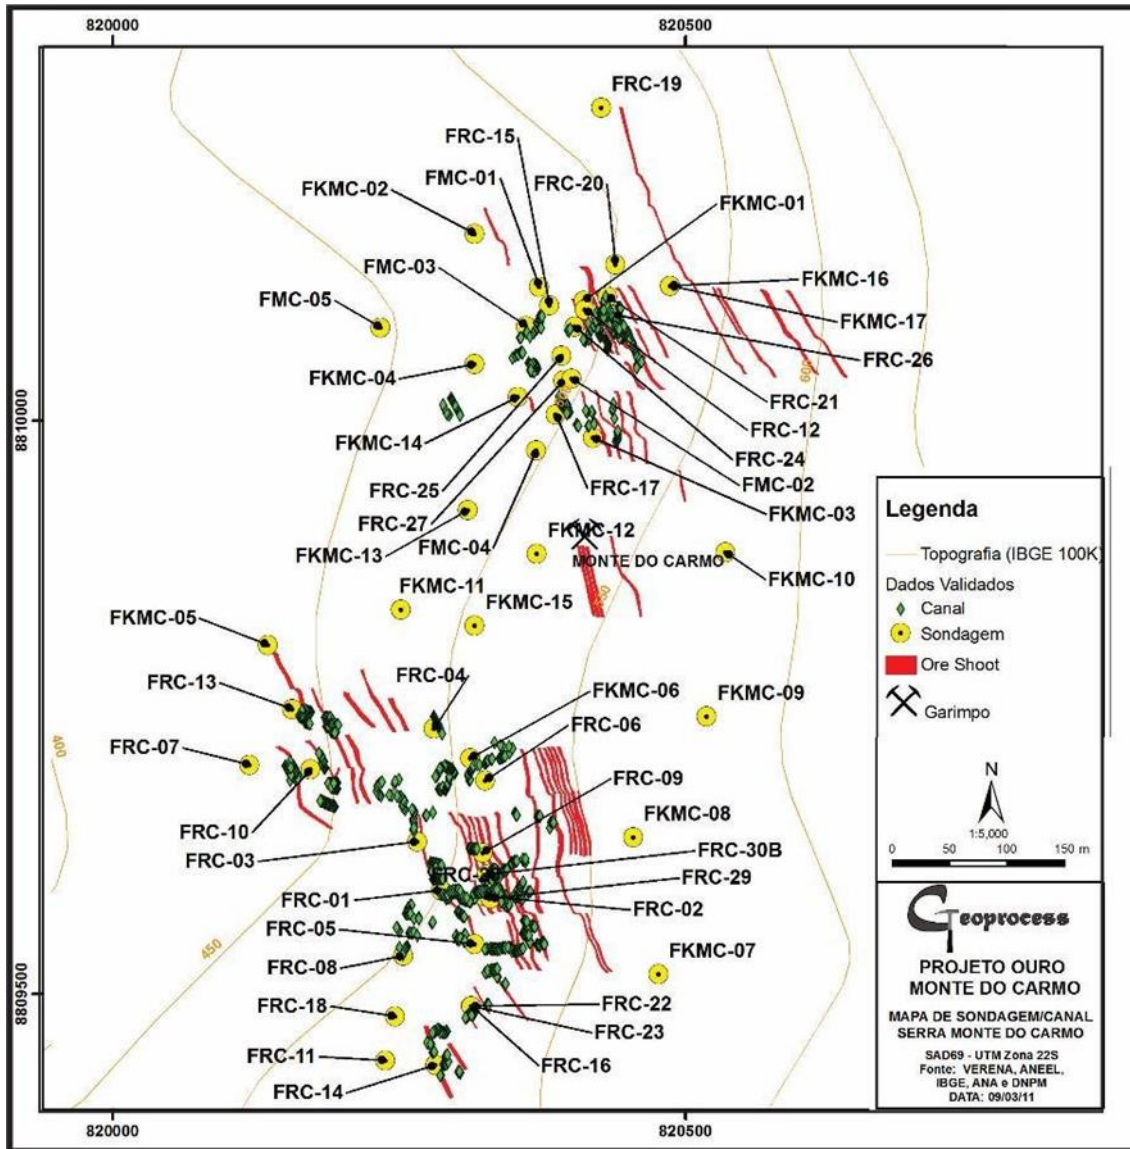 820000
820500
FRC-19
FRC-15
FMC-01
FRC-20
FKMC-02
FKMC-01
FMC-03
FKMC-16
FMC-05
FKMC-17
FRC-26
FKMC-04
600
FRC-21
8810000
FRC-12
FKMC-14
FRC-24
FRC-25
FRC-17
FMC-02
FRC-27
FKMC-03
FKMC-13
FMC-04
FKMC-12
MONTE DO CARMO
FKMC-10
FKMC-11
FKMC-15
FKMC-05
FRC-04
FRC-13
FKMC-06
FKMC-09
FRC-06
FRC-07
400
FRC-09
FKMC-08
FRC-10
FRC-03
FRC-30B
FRC-29
FRC-01
FRC-02
FRC-05
450
FRC-08
FKMC-07
8809500
FRC-18
FRC-22
FRC-23
FRC-11
FRC-16
FRC-14
820000
820500
Legenda
Topografia (IBGE 100K)
Dados Validados
Canal
Sondagem
Ore Shoot
Garimpo
N
1:5,000
0 50 100 150 m
Geoprocess
PROJETO OURO
MONTE DO CARMO
MAPA DE SONDAGEM/CANAL
SERRA MONTE DO CARMO
SAD69 - UTM Zona 22S
Fonte: VERENA, ANEEL,
IBGE, ANA e DNPM
DATA: 09/03/11